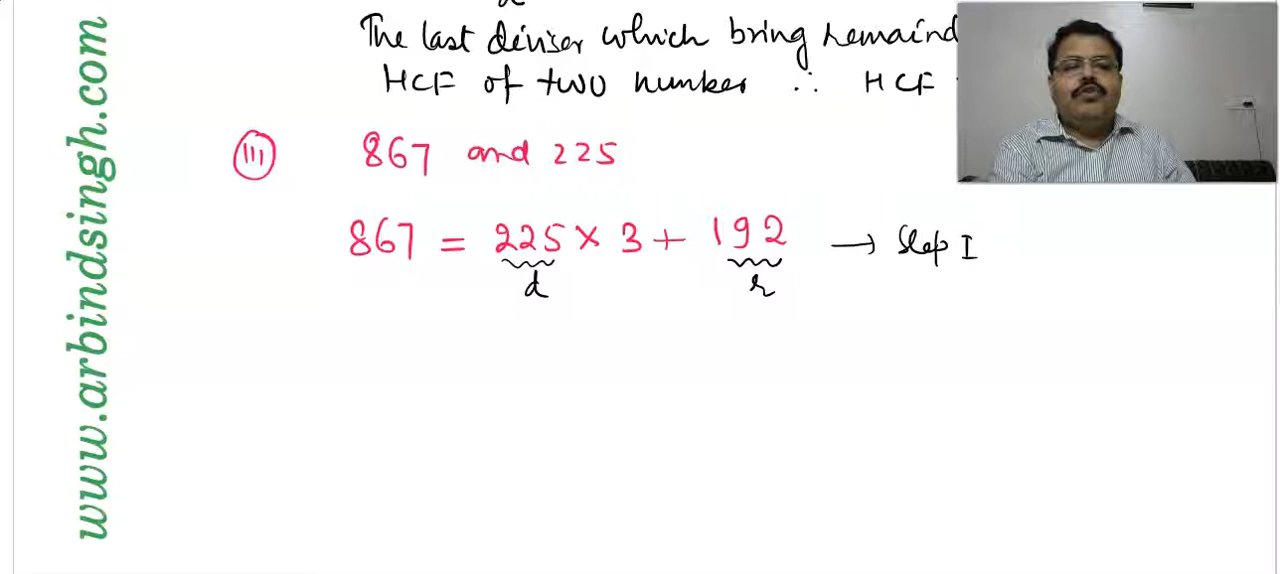 The last diviser which bring remaind
HCF of two number ∴ HCF
(iii) 867 and 225
867 = 225 × 3 + 192 → Step I
d r
www.arbindsingh.com